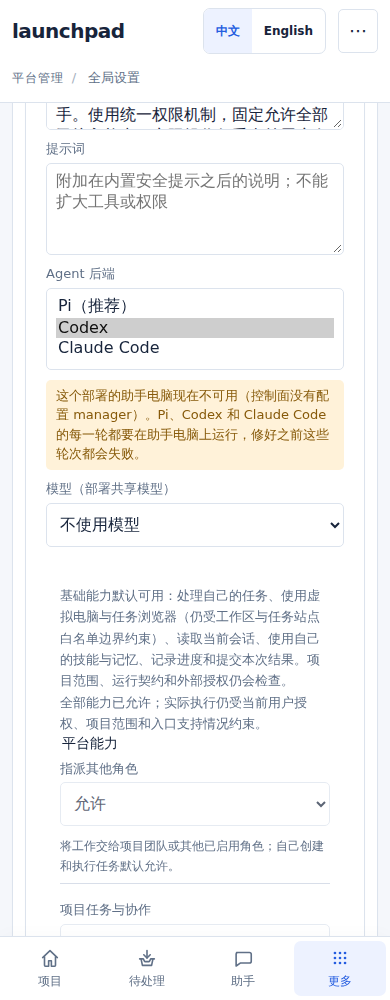 launchpad
中文
English
平台管理 / 全局设置
手。使用统一权限机制，固定允许全部
提示词
附加在内置安全提示之后的说明；不能
扩大工具或权限
Agent 后端
Pi（推荐）
Codex
Claude Code
这个部署的助手电脑现在不可用（控制面没有配
置 manager）。Pi、Codex 和 Claude Code
的每一轮都要在助手电脑上运行，修好之前这些
轮次都会失败。
模型（部署共享模型）
不使用模型
基础能力默认可用：处理自己的任务、使用虚
拟电脑与任务浏览器（仍受工作区与任务站点
白名单边界约束）、读取当前会话、使用自己
的技能与记忆、记录进度和提交本次结果。项
目范围、运行契约和外部授权仍会检查。
全部能力已允许；实际执行仍受当前用户授
权、项目范围和入口支持情况约束。
平台能力
指派其他角色
允许
将工作交给项目团队或其他已启用角色；自己创建
和执行任务默认允许。
项目任务与协作
项目
待处理
助手
更多